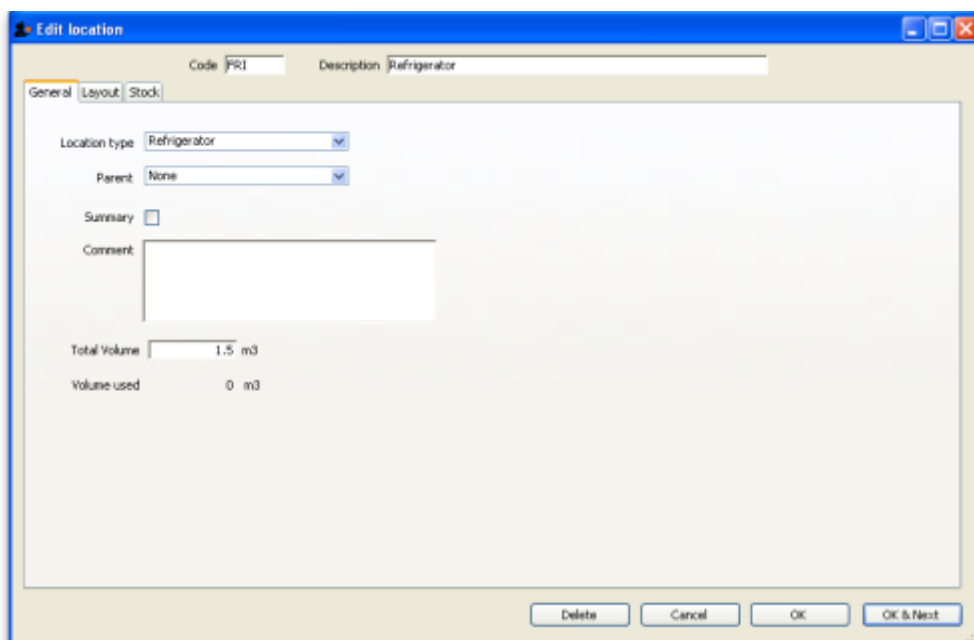 Edit location
Code FRI Description Refrigerator
General Layout Stock
Location type Refrigerator
Parent None
Summary
Comment
Total Volume 1.5 m3
Volume used 0 m3
Delete Cancel OK OK & Next